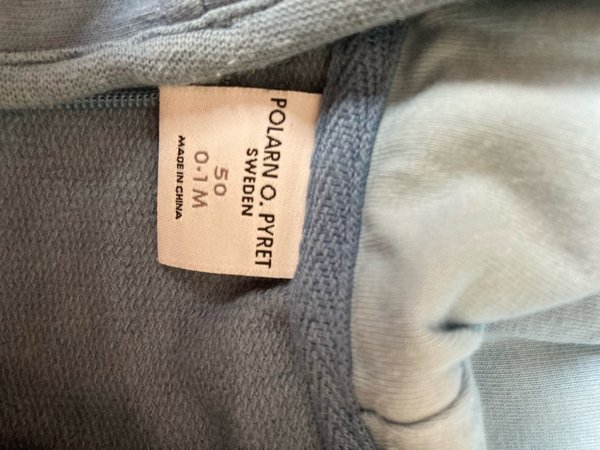 POLARN O. PYRET
SWEDEN
50
0-1M
MADE IN CHINA